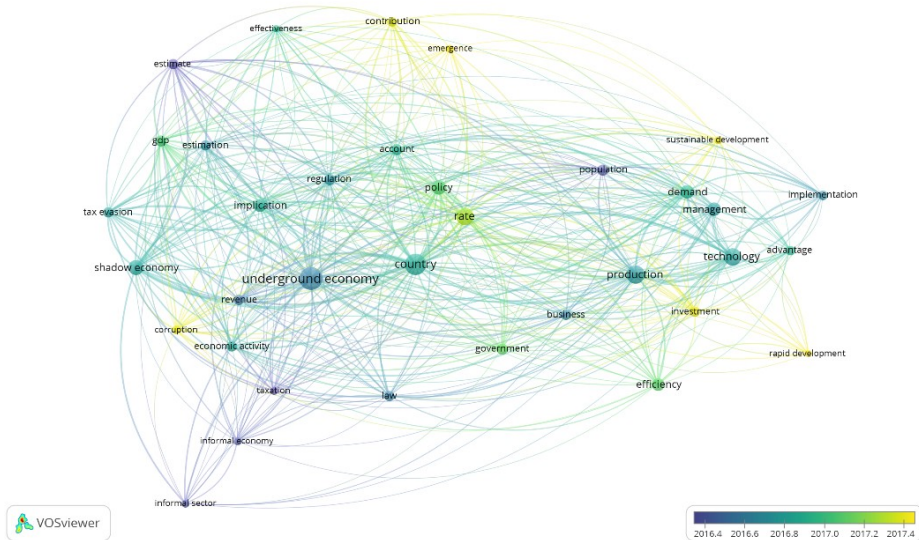 contribution
effectiveness
emergence
estimate
gdp
estimation
account
sustainable development
regulation
population
policy
demand
implementation
tax evasion
implication
rate
management
shadow economy
country
technology
advantage
underground economy
production
revenue
business
investment
corruption
economic activity
government
rapid development
taxation
law
efficiency
informal economy
informal sector
VOSviewer
2016.4 2016.6 2016.8 2017.0 2017.2 2017.4